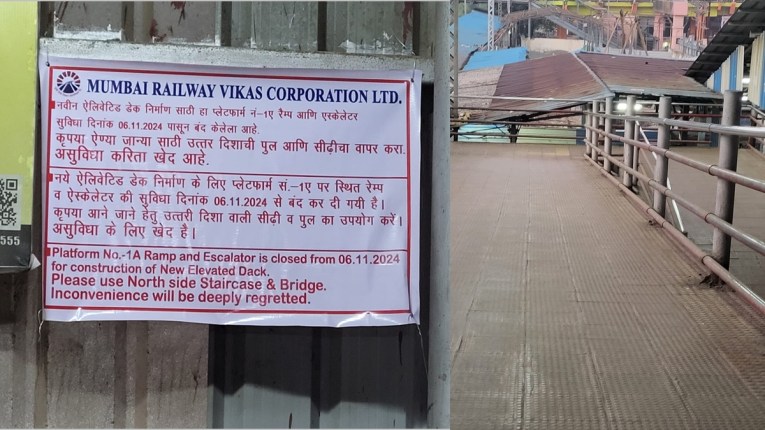 MUMBAI RAILWAY VIKAS CORPORATION LTD.
नवीन ऐलिवेटिड डेक निर्माण साठी हा प्लेटफार्म नं-१ए रैम्प आणि एस्केलेटर
सुविधा दिनांक 06.11.2024 पासून बंद केलेला आहे.
कृपया ऐण्या जान्या साठी उत्तर दिशाची पुल आणि सीढ़ीचा वापर करा.
असुविधा करिता खेद आहे.
नये ऐलिवेटिड डेक निर्माण के लिए प्लेटफार्म सं.–१ए पर स्थित रेम्प
व ऐस्केलेटर की सुविधा दिनांक 06.11.2024 से बंद कर दी गयी है।
कृपया आने जाने हेतु उत्तरी दिशा वाली सीढ़ी व पुल का उपयोग करें।
असुविधा के लिए खेद है।
Platform No.-1A Ramp and Escalator is closed from 06.11.2024
for construction of New Elevated Dack.
Please use North side Staircase & Bridge.
Inconvenience will be deeply regretted.
555